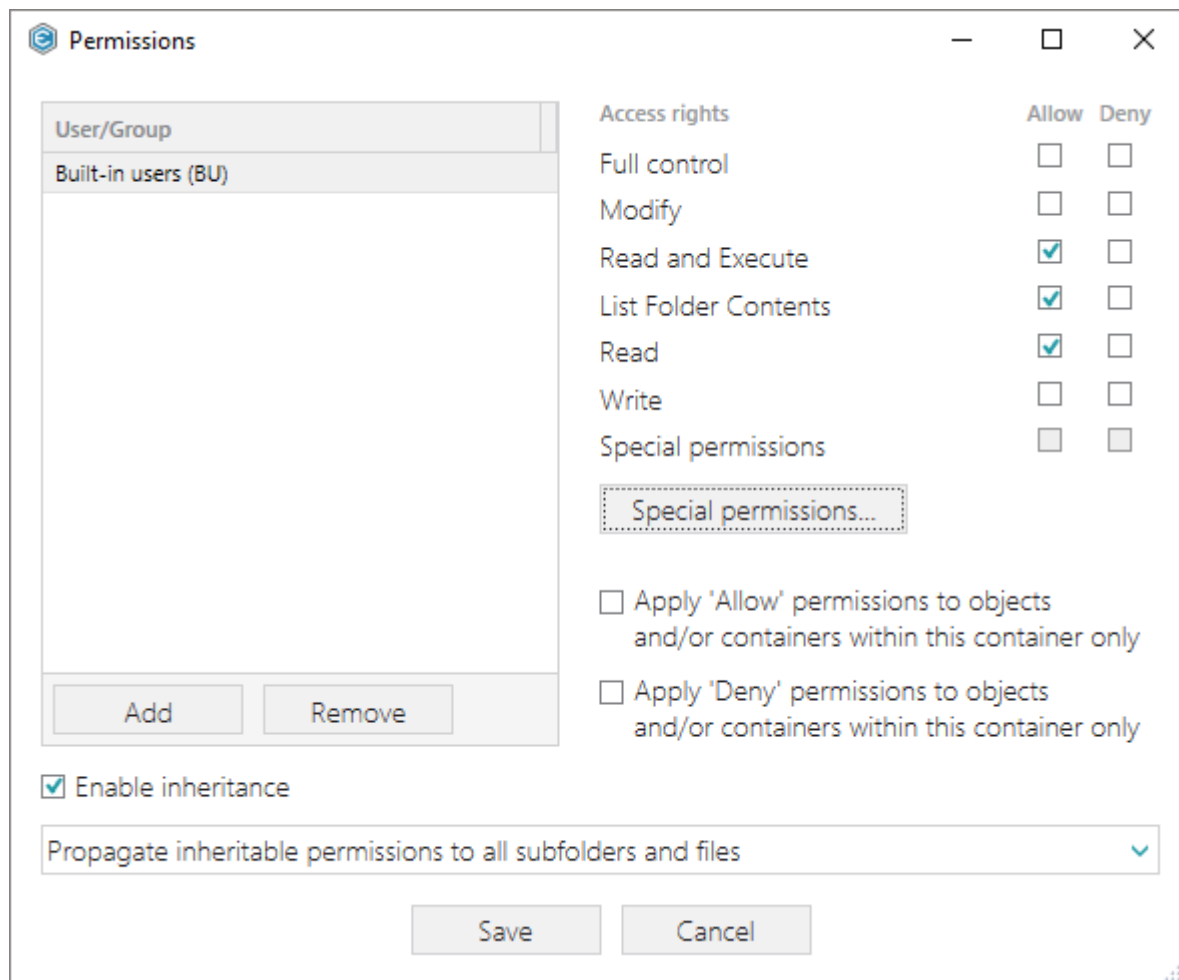 Permissions
User/Group
Built-in users (BU)
Add
Remove
Access rights
Allow Deny
Full control
Modify
Read and Execute
List Folder Contents
Read
Write
Special permissions
Special permissions...
Apply 'Allow' permissions to objects
and/or containers within this container only
Apply 'Deny' permissions to objects
and/or containers within this container only
Enable inheritance
Propagate inheritable permissions to all subfolders and files
Save
Cancel